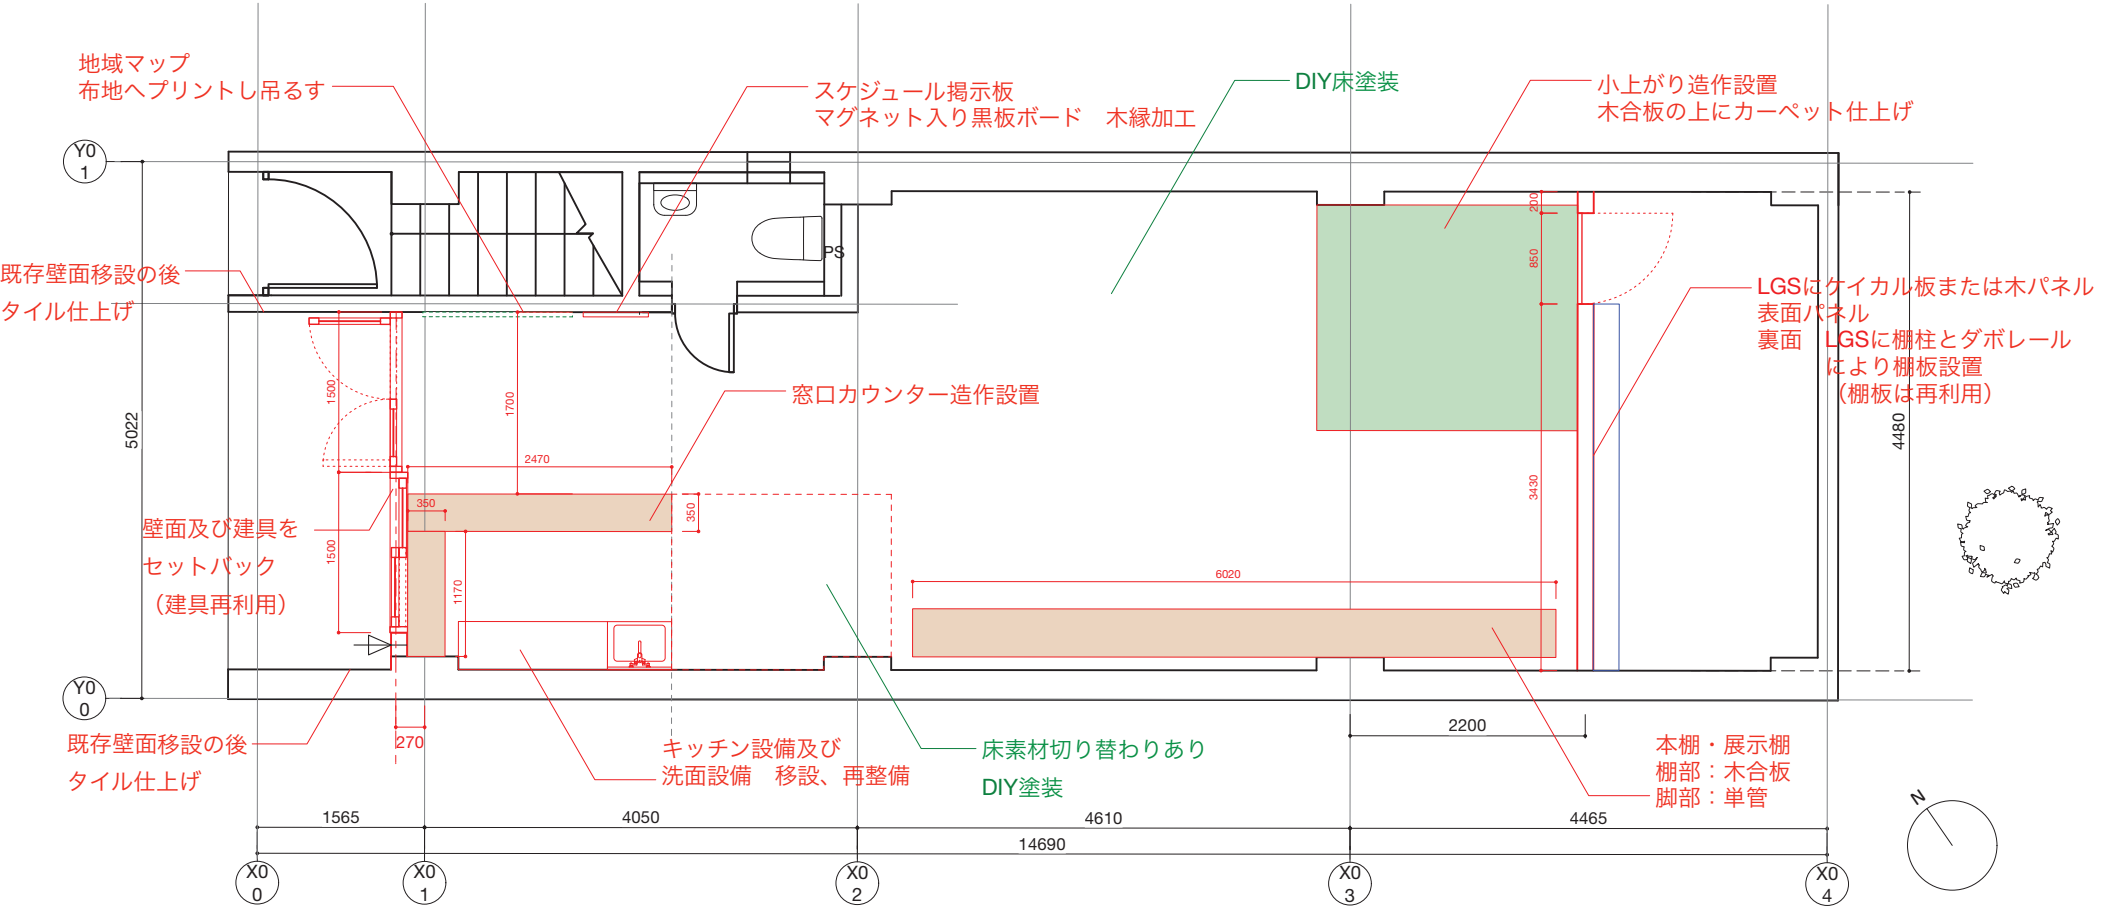 地域マップ
布地へプリントし吊るす
スケジュール掲示板
マグネット入り黒板ボード　木縁加工
DIY床塗装
小上がり造作設置
木合板の上にカーペット仕上げ
Y0
1
PS
既存壁面移設の後
タイル仕上げ
200
850
LGSにケイカル板または木パネル
表面パネル
裏面　LGSに棚柱とダボレール
により棚板設置
（棚板は再利用）
1500
1700
窓口カウンター造作設置
5022
4480
2470
350
350
3430
壁面及び建具を
セットバック
（建具再利用）
1500
1170
6020
Y0
0
270
既存壁面移設の後
タイル仕上げ
キッチン設備及び
洗面設備　移設、再整備
床素材切り替わりあり
DIY塗装
2200
本棚・展示棚
棚部：木合板
脚部：単管
N
1565
4050
4610
4465
14690
X0
0
X0
1
X0
2
X0
3
X0
4